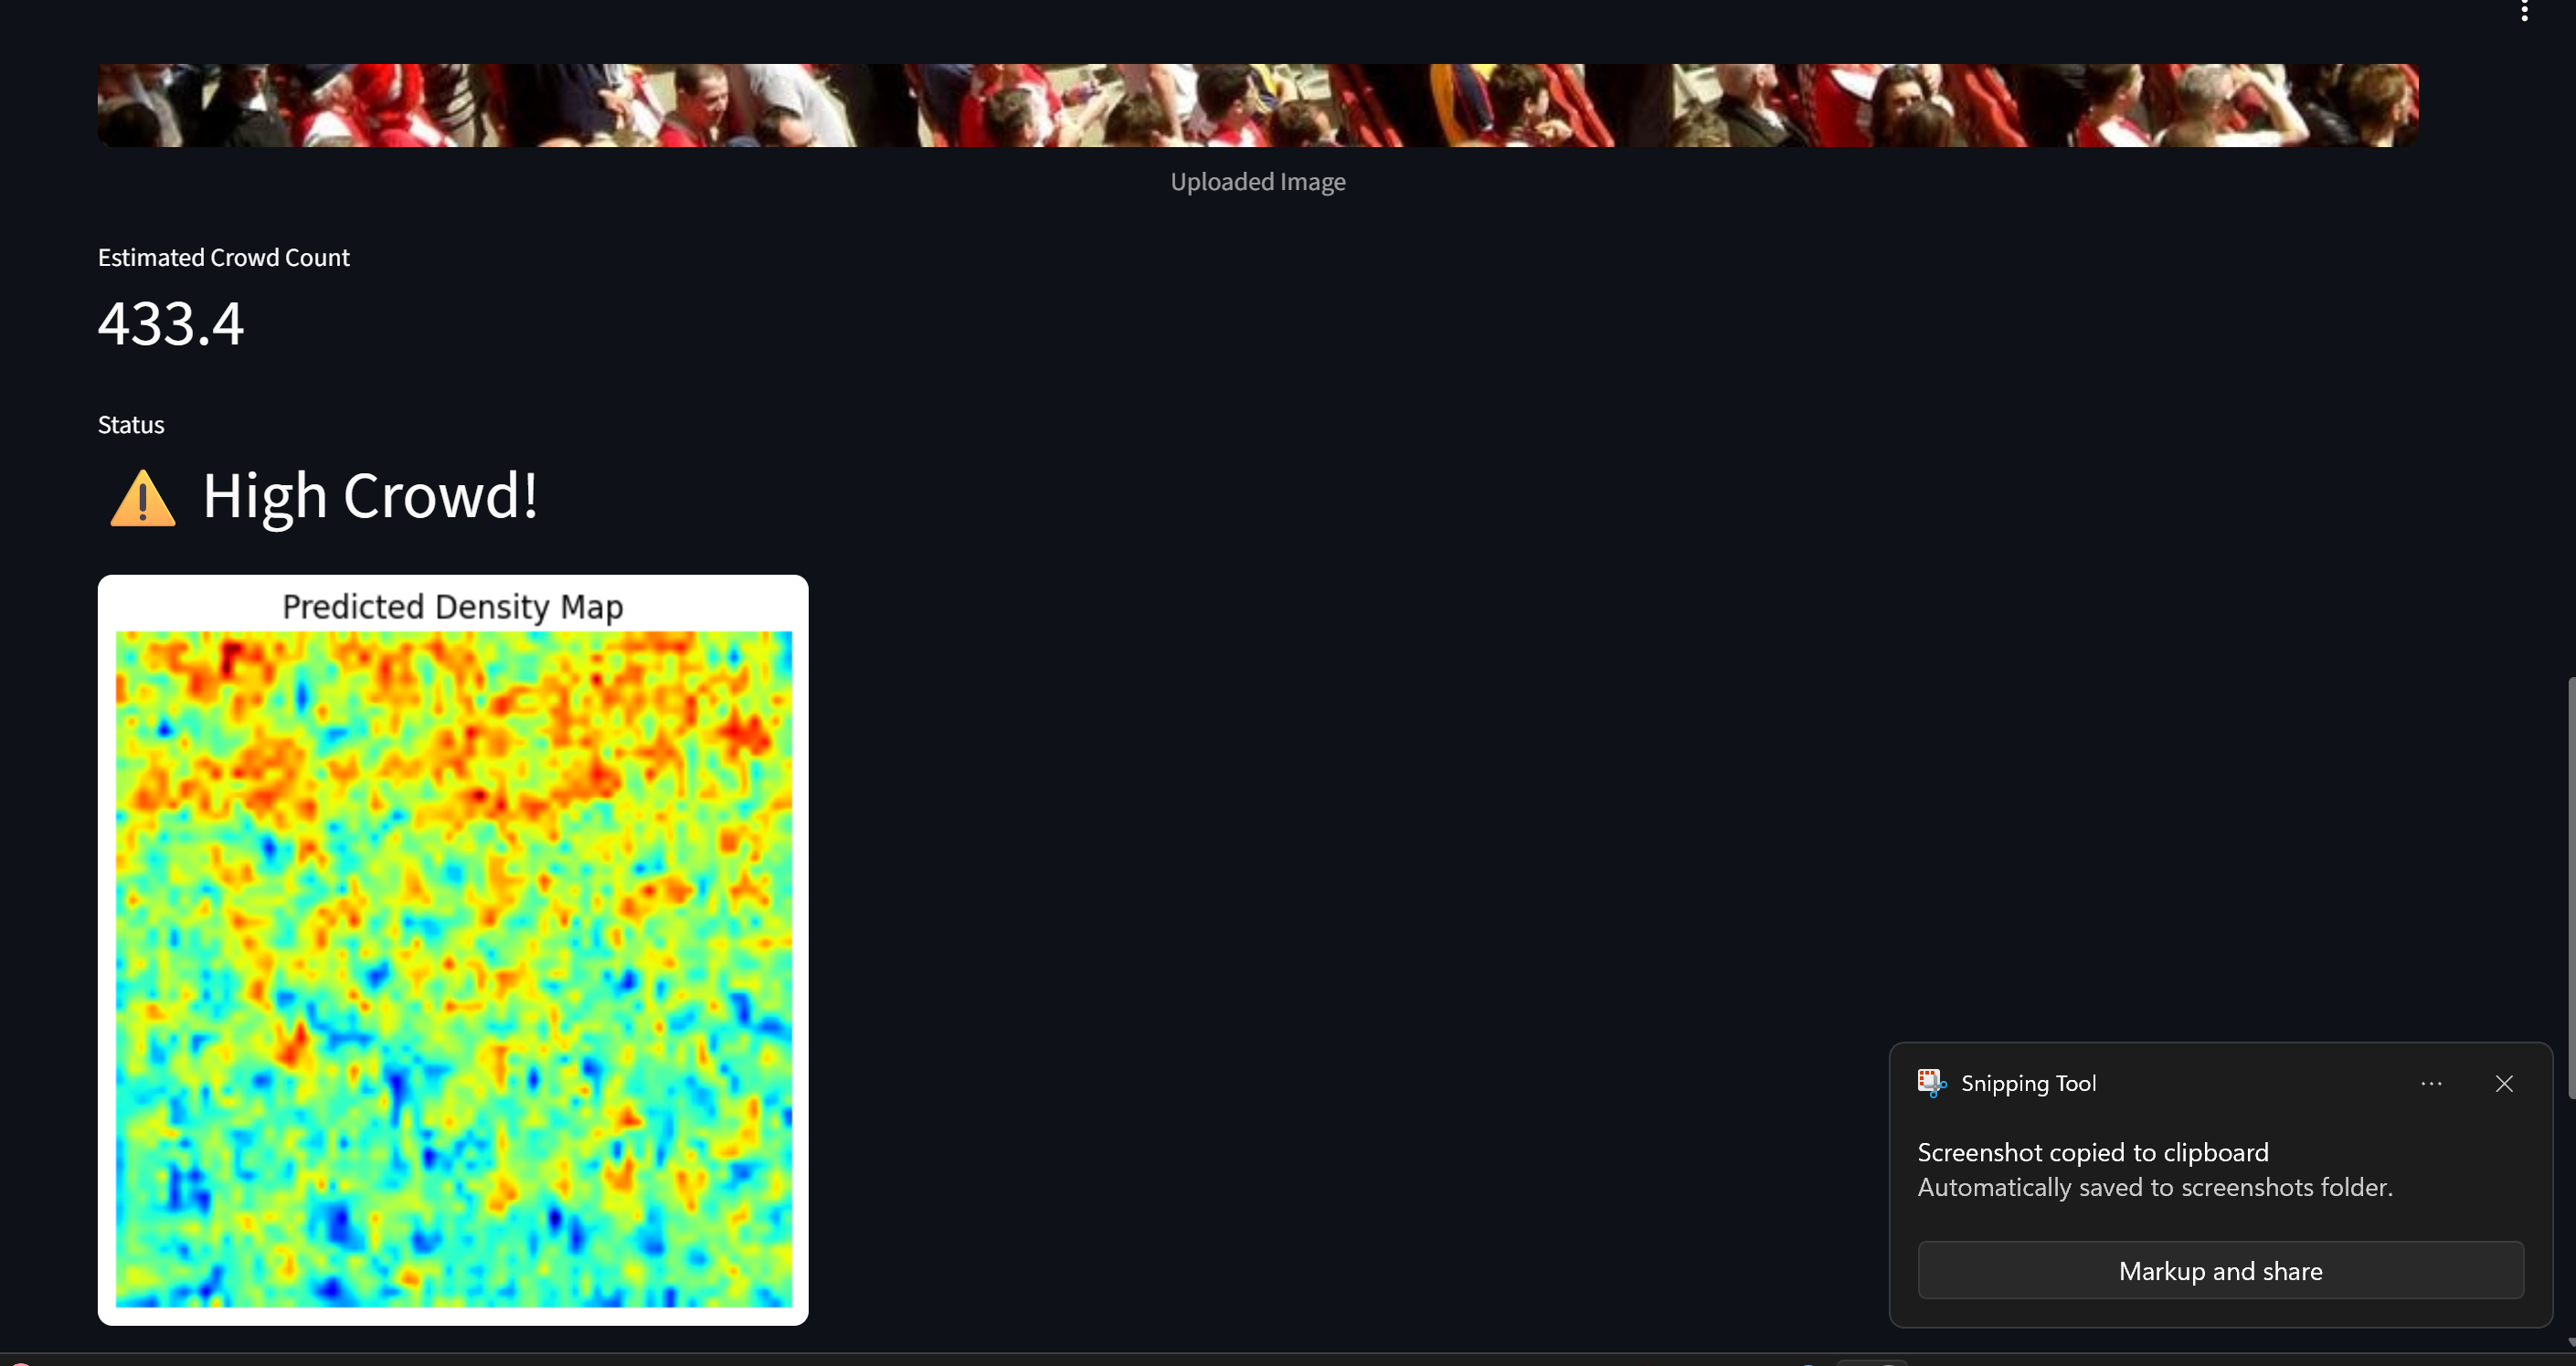 Uploaded Image
Estimated Crowd Count
433.4
Status
⚠️ High Crowd!
Predicted Density Map
Snipping Tool
Screenshot copied to clipboard
Automatically saved to screenshots folder.
Markup and share